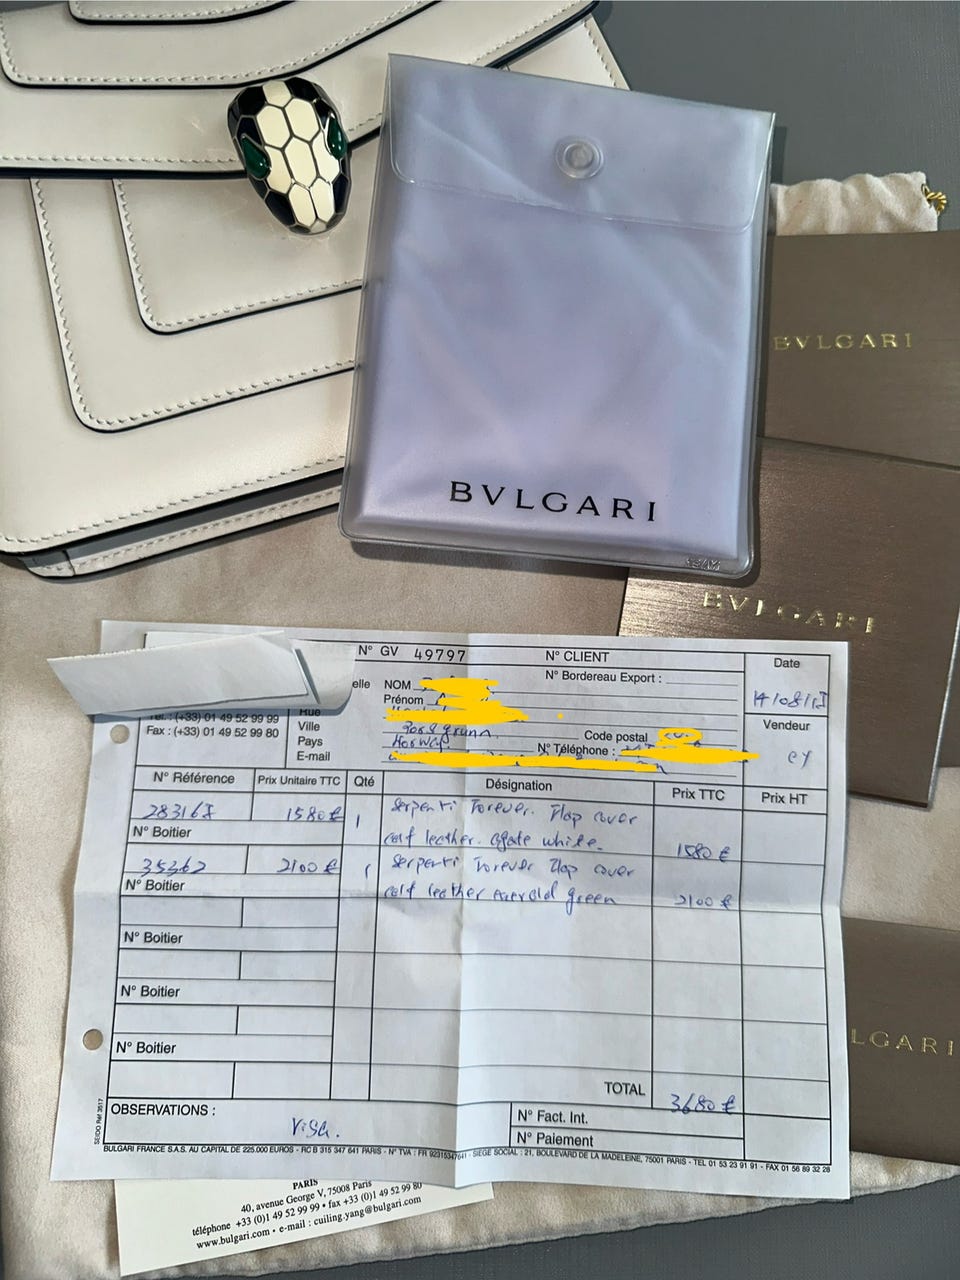 BVLGARI
BVLGARI
BVLGARI
LGARI
N° GV 49797
N° CLIENT
Date
elle
NOM
N° Bordereau Export :
Prénom
Rue
Tél. : (+33) 01 49 52 99 99
Fax : (+33) 01 49 52 99 80
Ville
Code postal
Vendeur
Pays
Norway
N° Téléphone :
ey
E-mail
N° Référence Prix Unitaire TTC Qté Désignation Prix TTC Prix HT
1580 € 1 Serpenti Forever. Flap cover
calf leather. agate white. 1580 €
N° Boitier
35362 2100 € 1 Serpenti Forever Flap cover
calf leather emerald green 2100 €
N° Boitier
N° Boitier
N° Boitier
N° Boitier
TOTAL 3680 €
OBSERVATIONS :
Visa.
N° Fact. Int.
N° Paiement
BULGARI FRANCE S.A.S. AU CAPITAL DE 225.000 EUROS - RC B 315 347 641 PARIS - N° TVA : FR 92315347641 - SIEGE SOCIAL : 21, BOULEVARD DE LA MADELEINE, 75001 PARIS - TEL 01 53 23 91 91 - FAX 01 56 89 32 28
PARIS
40, avenue George V, 75008 Paris
téléphone +33 (0)1 49 52 99 99 • fax +33 (0)1 49 52 99 80
www.bulgari.com - e-mail : cuiling.yang@bulgari.com